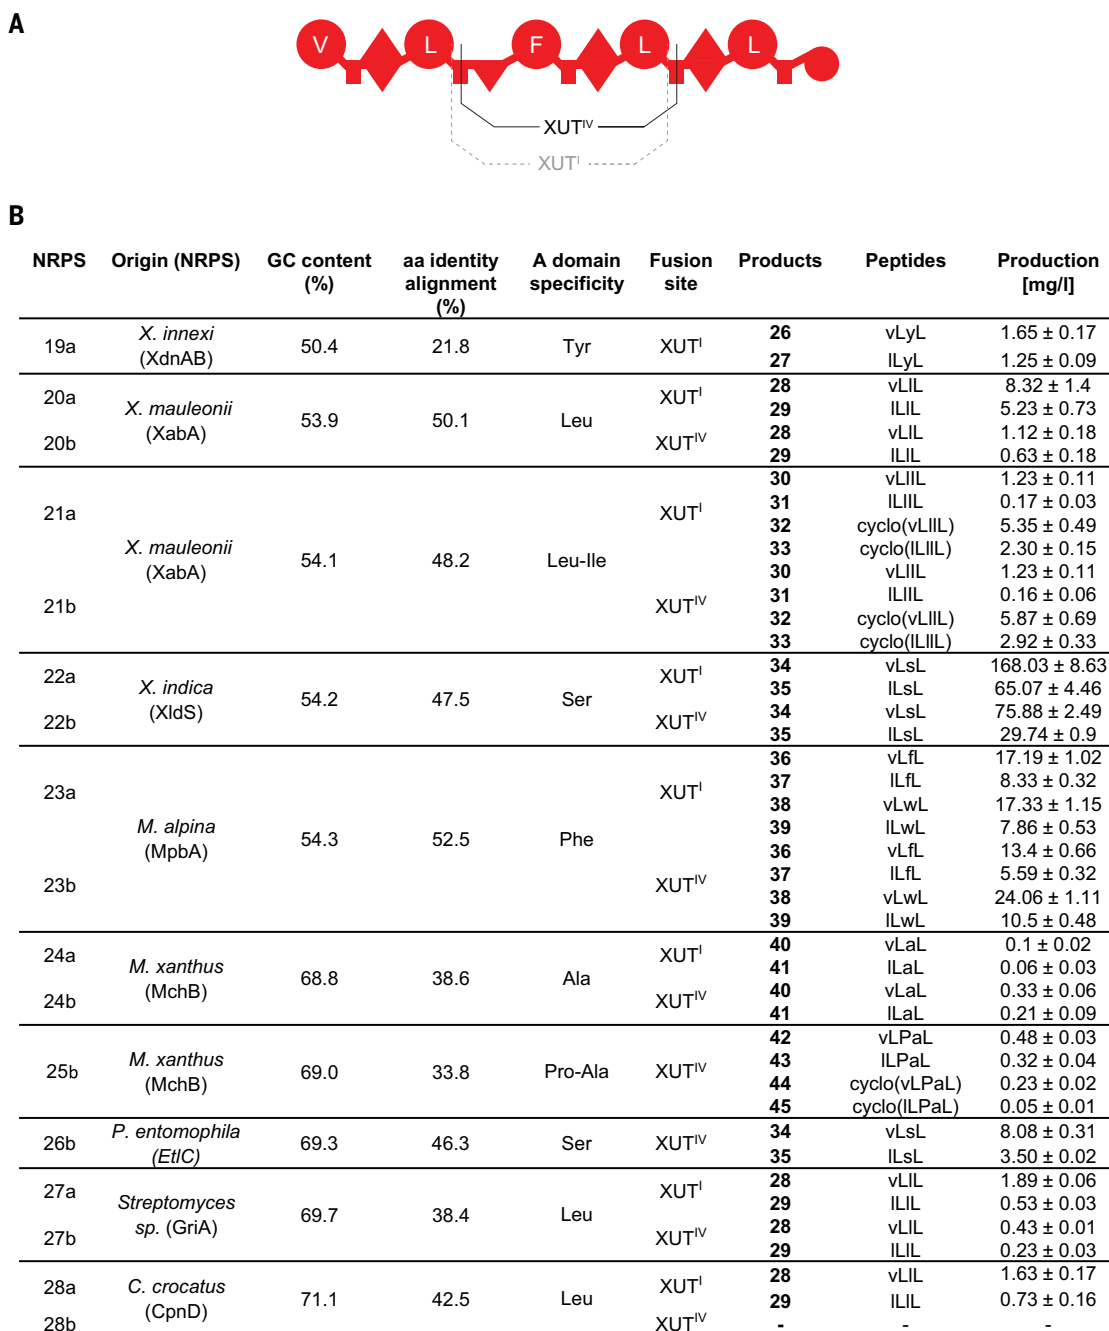 A
V L F L L
XUT^IV
XUT^I
B
NRPS Origin (NRPS) GC content (%) aa identity alignment (%) A domain specificity Fusion site Products Peptides Production [mg/l]
19a X. innexi (XdnAB) 50.4 21.8 Tyr XUT^I 26 vLyL 1.65 ± 0.17
27 lLyL 1.25 ± 0.09
20a X. mauleonii (XabA) 53.9 50.1 Leu XUT^I 28 vLlL 8.32 ± 1.4
29 lLlL 5.23 ± 0.73
20b XUT^IV 28 vLlL 1.12 ± 0.18
29 lLlL 0.63 ± 0.18
21a X. mauleonii (XabA) 54.1 48.2 Leu-Ile XUT^I 30 vLlIL 1.23 ± 0.11
31 lLlIL 0.17 ± 0.03
32 cyclo(vLlIL) 5.35 ± 0.49
33 cyclo(lLlIL) 2.30 ± 0.15
21b XUT^IV 30 vLlIL 1.23 ± 0.11
31 lLlIL 0.16 ± 0.06
32 cyclo(vLlIL) 5.87 ± 0.69
33 cyclo(lLlIL) 2.92 ± 0.33
22a X. indica (XldS) 54.2 47.5 Ser XUT^I 34 vLsL 168.03 ± 8.63
35 lLsL 65.07 ± 4.46
22b XUT^IV 34 vLsL 75.88 ± 2.49
35 lLsL 29.74 ± 0.9
23a M. alpina (MpbA) 54.3 52.5 Phe XUT^I 36 vLfL 17.19 ± 1.02
37 lLfL 8.33 ± 0.32
38 vLwL 17.33 ± 1.15
39 lLwL 7.86 ± 0.53
23b XUT^IV 36 vLfL 13.4 ± 0.66
37 lLfL 5.59 ± 0.32
38 vLwL 24.06 ± 1.11
39 lLwL 10.5 ± 0.48
24a M. xanthus (MchB) 68.8 38.6 Ala XUT^I 40 vLaL 0.1 ± 0.02
41 lLaL 0.06 ± 0.03
24b XUT^IV 40 vLaL 0.33 ± 0.06
41 lLaL 0.21 ± 0.09
25b M. xanthus (MchB) 69.0 33.8 Pro-Ala XUT^IV 42 vLPaL 0.48 ± 0.03
43 lLPaL 0.32 ± 0.04
44 cyclo(vLPaL) 0.23 ± 0.02
45 cyclo(lLPaL) 0.05 ± 0.01
26b P. entomophila (EtlC) 69.3 46.3 Ser XUT^IV 34 vLsL 8.08 ± 0.31
35 lLsL 3.50 ± 0.02
27a Streptomyces sp. (GriA) 69.7 38.4 Leu XUT^I 28 vLlL 1.89 ± 0.06
29 lLlL 0.53 ± 0.03
27b XUT^IV 28 vLlL 0.43 ± 0.01
29 lLlL 0.23 ± 0.03
28a C. crocatus (CpnD) 71.1 42.5 Leu XUT^I 28 vLlL 1.63 ± 0.17
29 lLlL 0.73 ± 0.16
28b XUT^IV - - -